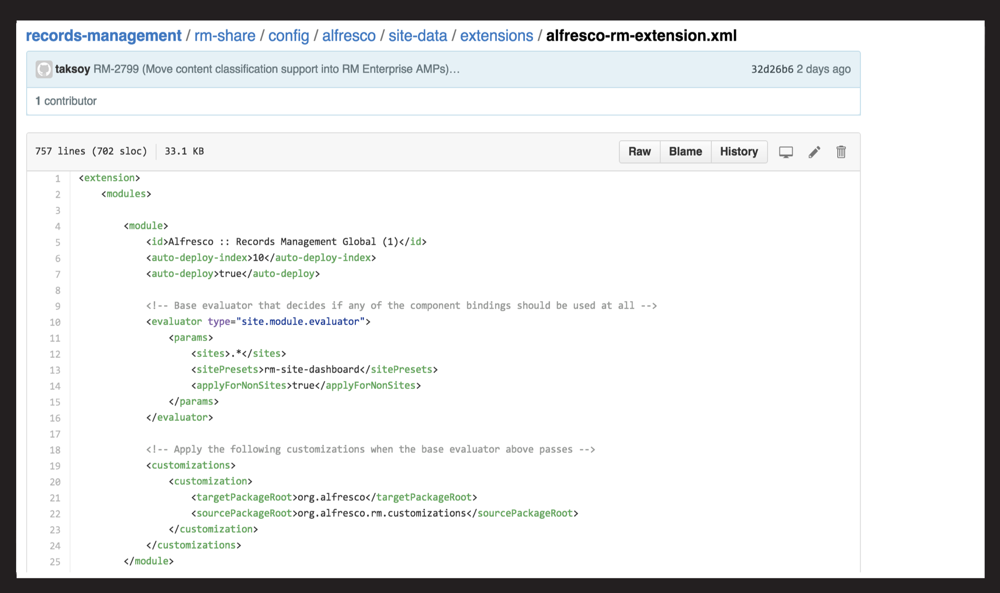 records-management / rm-share / config / alfresco / site-data / extensions / alfresco-rm-extension.xml
taksoy RM-2799 (Move content classification support into RM Enterprise AMPs)… 32d26b6 2 days ago
1 contributor
757 lines (702 sloc) 33.1 KB Raw Blame History
1 <extension>
2 <modules>
3
4 <module>
5 <id>Alfresco :: Records Management Global (1)</id>
6 <auto-deploy-index>10</auto-deploy-index>
7 <auto-deploy>true</auto-deploy>
8
9 <!-- Base evaluator that decides if any of the component bindings should be used at all -->
10 <evaluator type="site.module.evaluator">
11 <params>
12 <sites>.*</sites>
13 <sitePresets>rm-site-dashboard</sitePresets>
14 <applyForNonSites>true</applyForNonSites>
15 </params>
16 </evaluator>
17
18 <!-- Apply the following customizations when the base evaluator above passes -->
19 <customizations>
20 <customization>
21 <targetPackageRoot>org.alfresco</targetPackageRoot>
22 <sourcePackageRoot>org.alfresco.rm.customizations</sourcePackageRoot>
23 </customization>
24 </customizations>
25 </module>